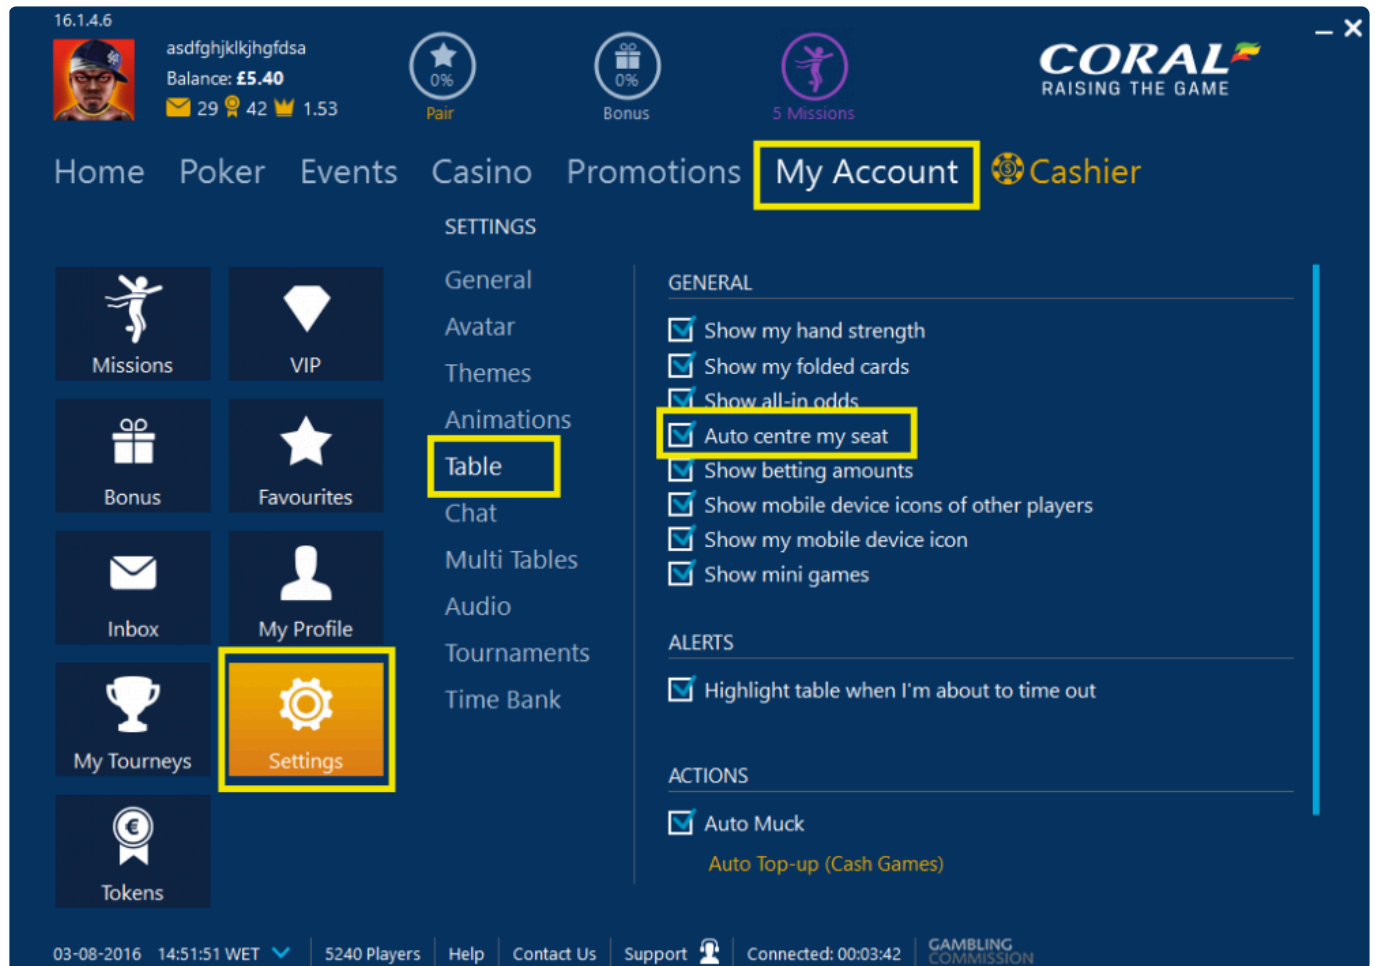 16.1.4.6
asdfghjklkjhgfdsa
Balance: £5.40
29 42 1.53
0%
Pair
0%
Bonus
5 Missions
CORAL
RAISING THE GAME
Home Poker Events Casino Promotions My Account Cashier
SETTINGS
Missions
VIP
Bonus
Favourites
Inbox
My Profile
My Tourneys
Settings
Tokens
General
Avatar
Themes
Animations
Table
Chat
Multi Tables
Audio
Tournaments
Time Bank
GENERAL
Show my hand strength
Show my folded cards
Show all-in odds
Auto centre my seat
Show betting amounts
Show mobile device icons of other players
Show my mobile device icon
Show mini games
ALERTS
Highlight table when I'm about to time out
ACTIONS
Auto Muck
Auto Top-up (Cash Games)
03-08-2016 14:51:51 WET 5240 Players Help Contact Us Support Connected: 00:03:42 GAMBLING
COMMISSION